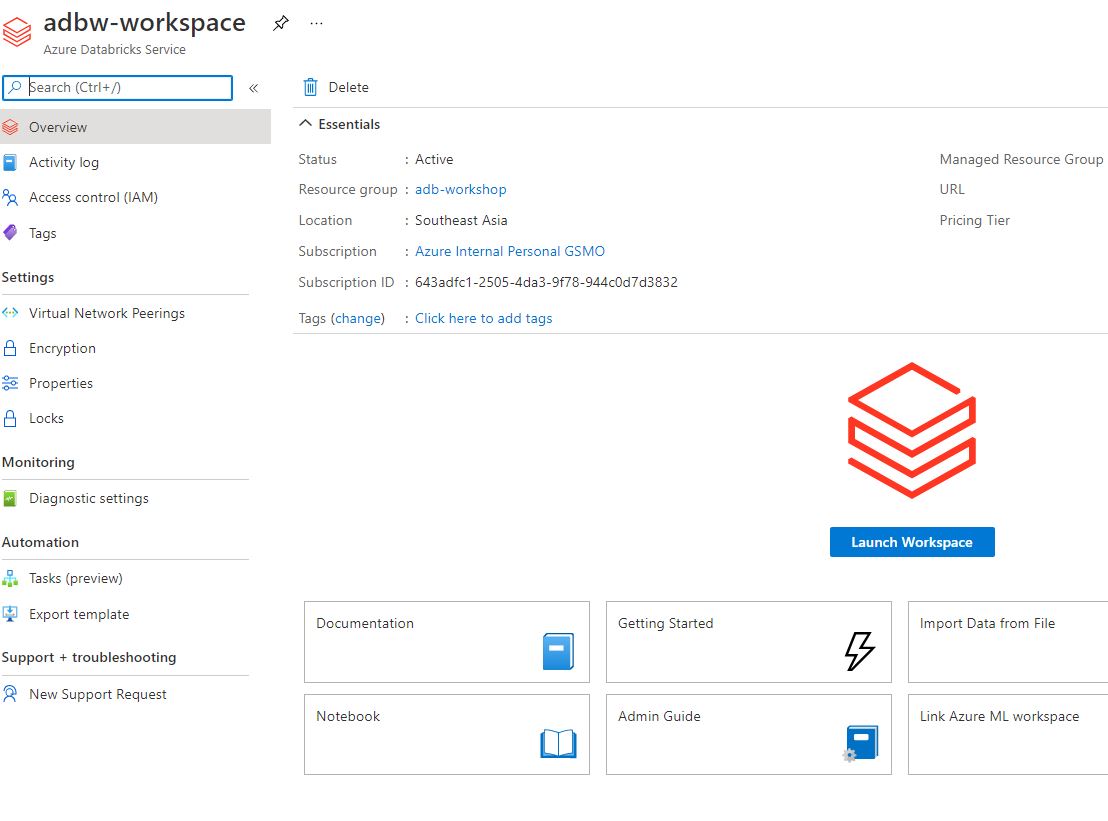 adbw-workspace ...
Azure Databricks Service
Search (Ctrl+/) «
Delete
Overview
Activity log
Access control (IAM)
Tags
Settings
Virtual Network Peerings
Encryption
Properties
Locks
Monitoring
Diagnostic settings
Automation
Tasks (preview)
Export template
Support + troubleshooting
New Support Request
Essentials
Status : Active
Resource group : adb-workshop
Location : Southeast Asia
Subscription : Azure Internal Personal GSMO
Subscription ID : 643adfc1-2505-4da3-9f78-944c0d7d3832
Tags (change) : Click here to add tags
Managed Resource Group
URL
Pricing Tier
Launch Workspace
Documentation
Getting Started
Import Data from File
Notebook
Admin Guide
Link Azure ML workspace